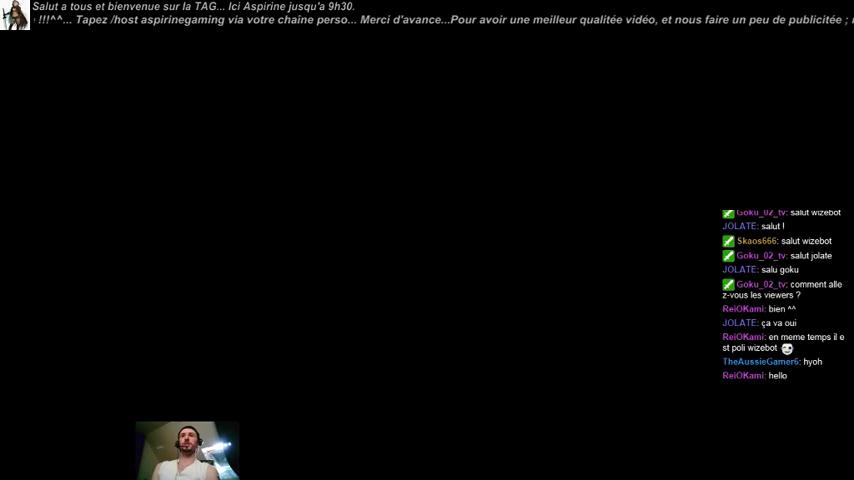 Salut a tous et bienvenue sur la TAG... Ici Aspirine jusqu'a 9h30.
!!!^^... Tapez /host aspirinegaming via votre chaîne perso... Merci d'avance...Pour avoir une meilleur qualitée vidéo, et nous faire un peu de publicitée ;
Goku_02_tv: salut wizebot
JOLATE: salut !
Skaos666: salut wizebot
Goku_02_tv: salut jolate
JOLATE: salu goku
Goku_02_tv: comment alle
z-vous les viewers ?
ReiOKami: bien ^^
JOLATE: ça va oui
ReiOKami: en meme temps il e
st poli wizebot
TheAussieGamer6: hyoh
ReiOKami: hello